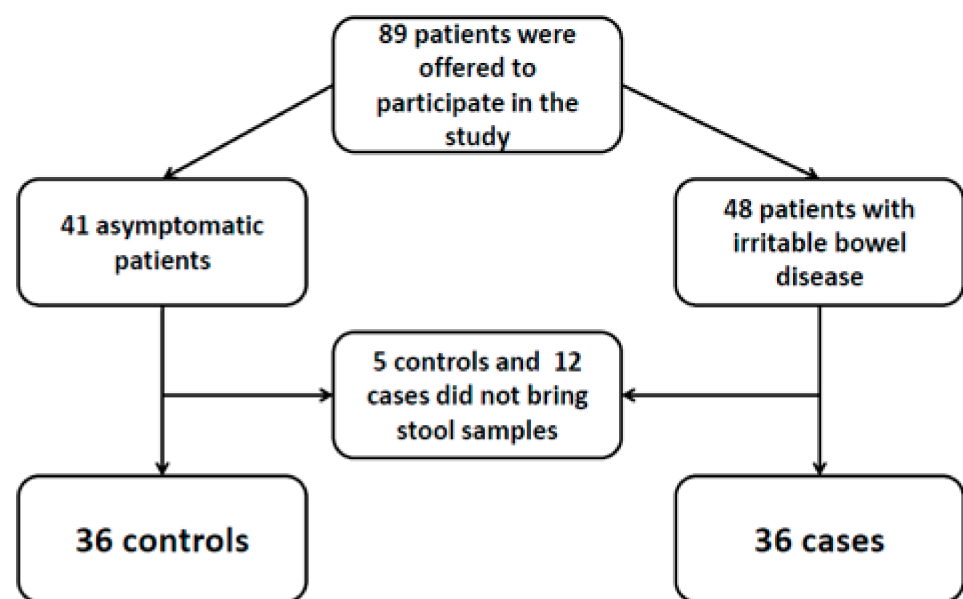 89 patients were
offered to
participate in the
study
41 asymptomatic
patients
48 patients with
irritable bowel
disease
5 controls and 12
cases did not bring
stool samples
36 controls
36 cases